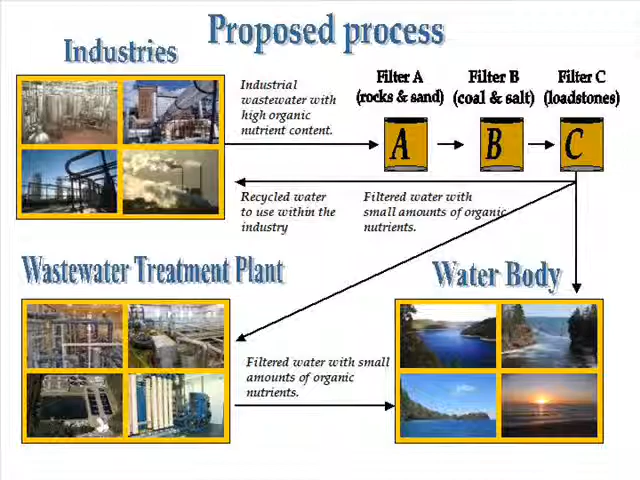 Proposed process
Industries
Industrial
wastewater with
high organic
nutrient content.
Filter A
(rocks & sand)
Filter B
(coal & salt)
Filter C
(loadstones)
A
B
C
Recycled water
to use within the
industry
Filtered water with
small amounts of organic
nutrients.
Wastewater Treatment Plant
Water Body
Filtered water with small
amounts of organic
nutrients.